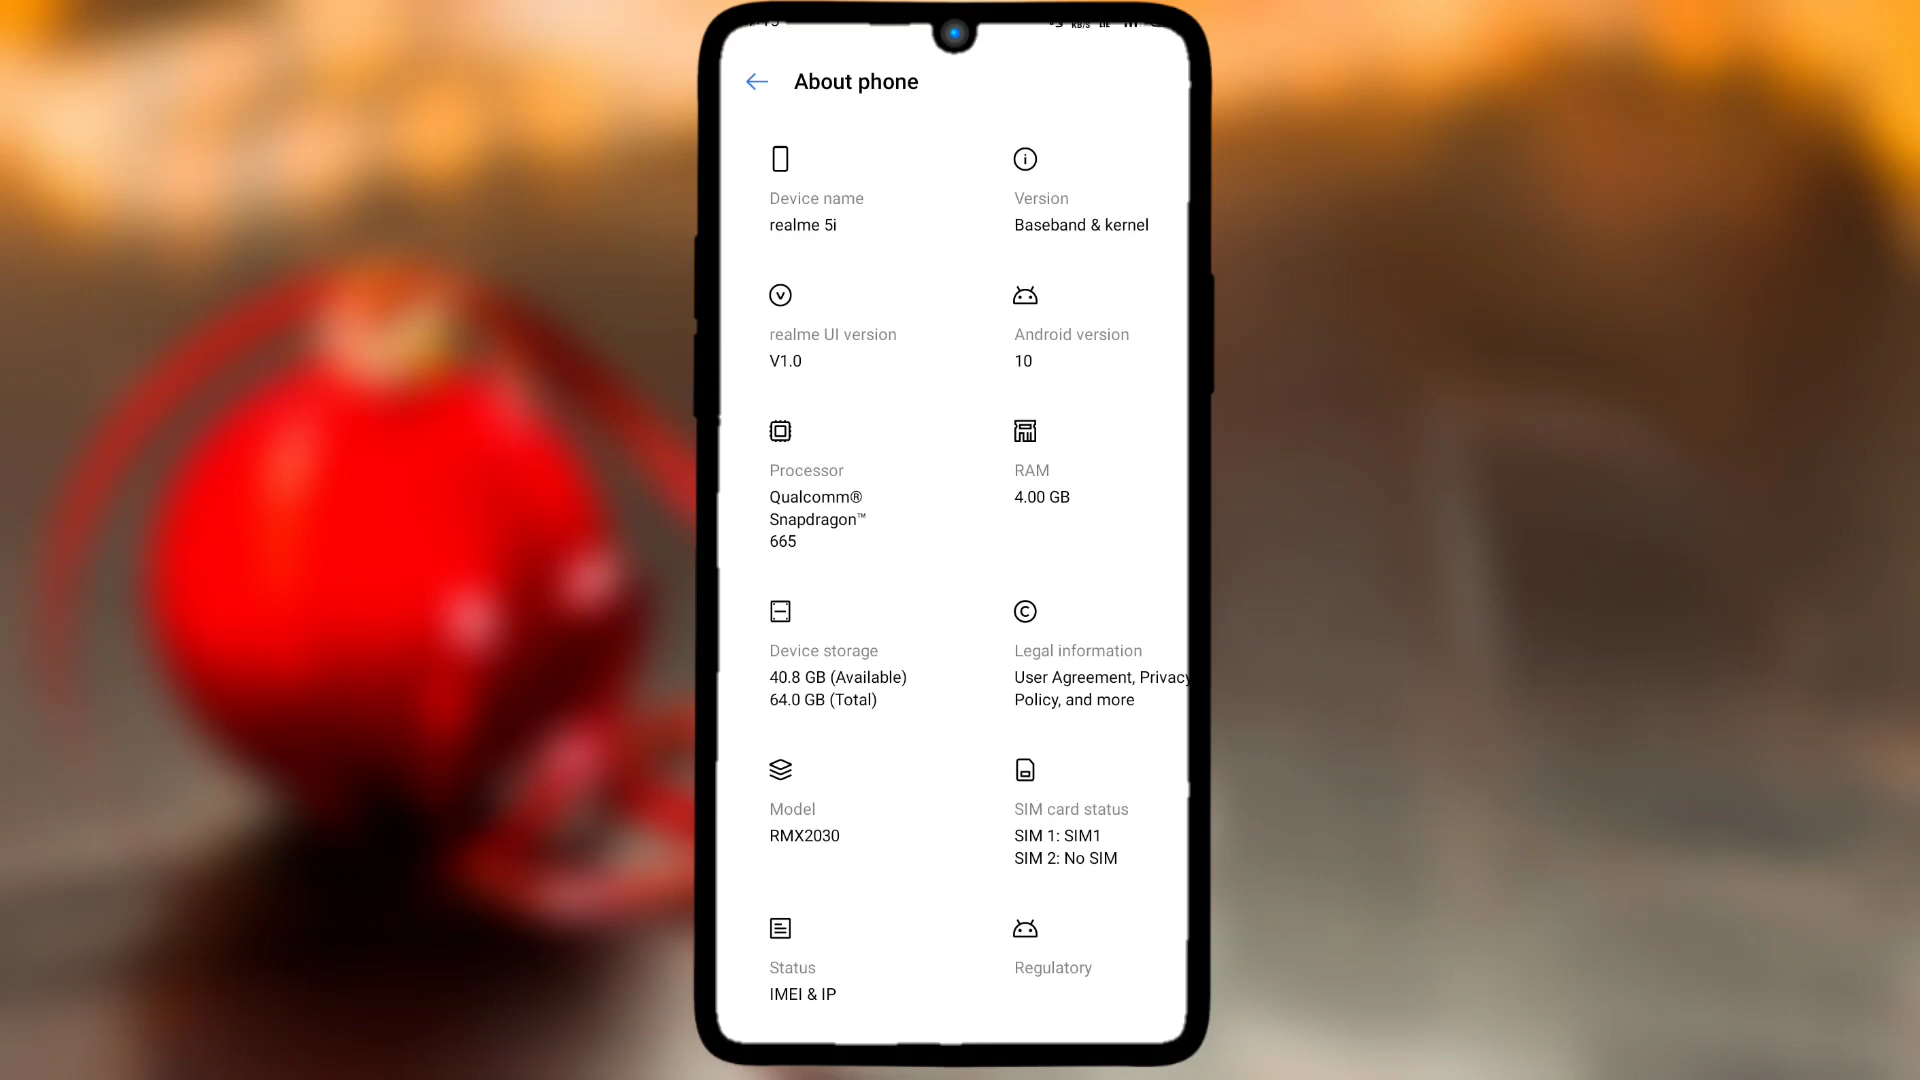 About phone
Device name
realme 5i
Version
Baseband & kernel
realme UI version
V1.0
Android version
10
Processor
Qualcomm®
Snapdragon™
665
RAM
4.00 GB
Device storage
40.8 GB (Available)
64.0 GB (Total)
Legal information
User Agreement, Privacy
Policy, and more
Model
RMX2030
SIM card status
SIM 1: SIM1
SIM 2: No SIM
Status
IMEI & IP
Regulatory